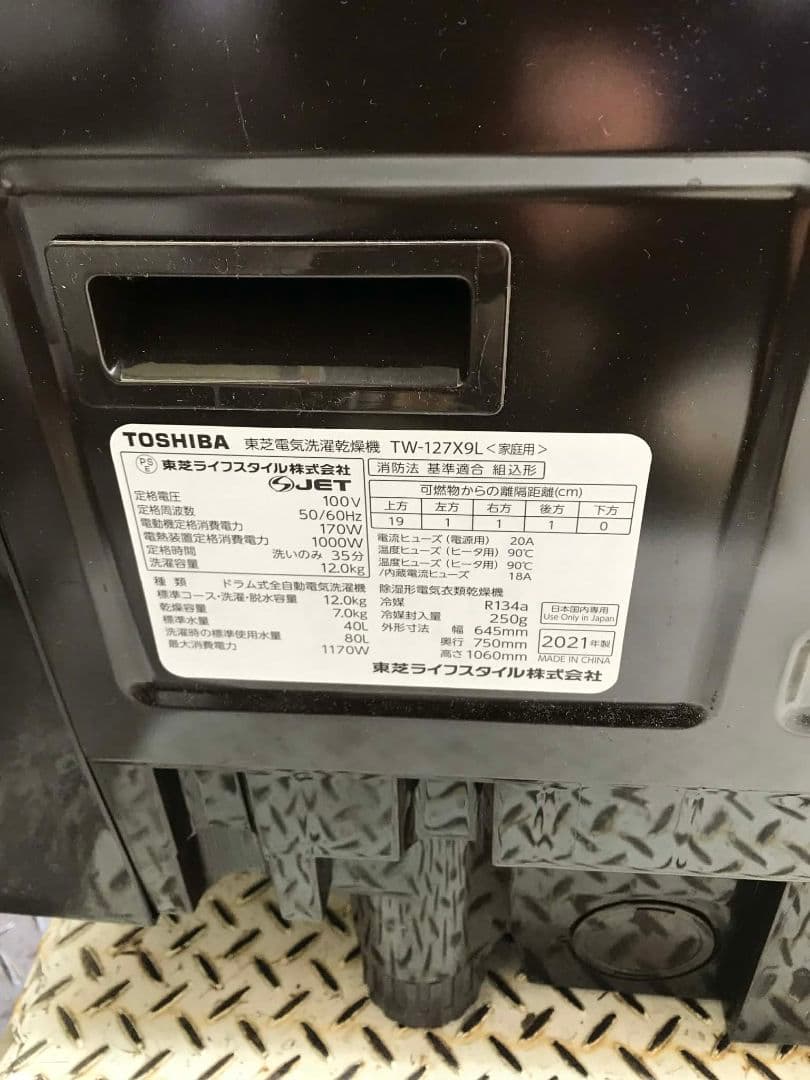 TOSHIBA 東芝電気洗濯乾燥機 TW-127X9L<家庭用>
PSE 東芝ライフスタイル株式会社
JET
定格電圧 100V
定格周波数 50/60Hz
電動機定格消費電力 170W
電熱装置定格消費電力 1000W
定格時間 洗いのみ 35分
洗濯容量 12.0kg
消防法 基準適合 組込形
可燃物からの離隔距離(cm)
上方 左方 右方 後方 下方
19 1 1 1 0
電流ヒューズ(電源用) 20A
温度ヒューズ(ヒータ用) 90℃
温度ヒューズ(ヒータ用) 90℃
/内蔵電流ヒューズ 18A
種類 ドラム式全自動電気洗濯機
標準コース・洗濯・脱水容量 12.0kg
乾燥容量 7.0kg
標準水量 40L
洗濯時の標準使用水量 80L
最大消費電力 1170W
除湿形電気衣類乾燥機
冷媒 R134a
冷媒封入量 250g
外形寸法 幅 645mm
奥行 750mm
高さ 1060mm
日本国内専用
Use Only in Japan
2021年製
MADE IN CHINA
東芝ライフスタイル株式会社